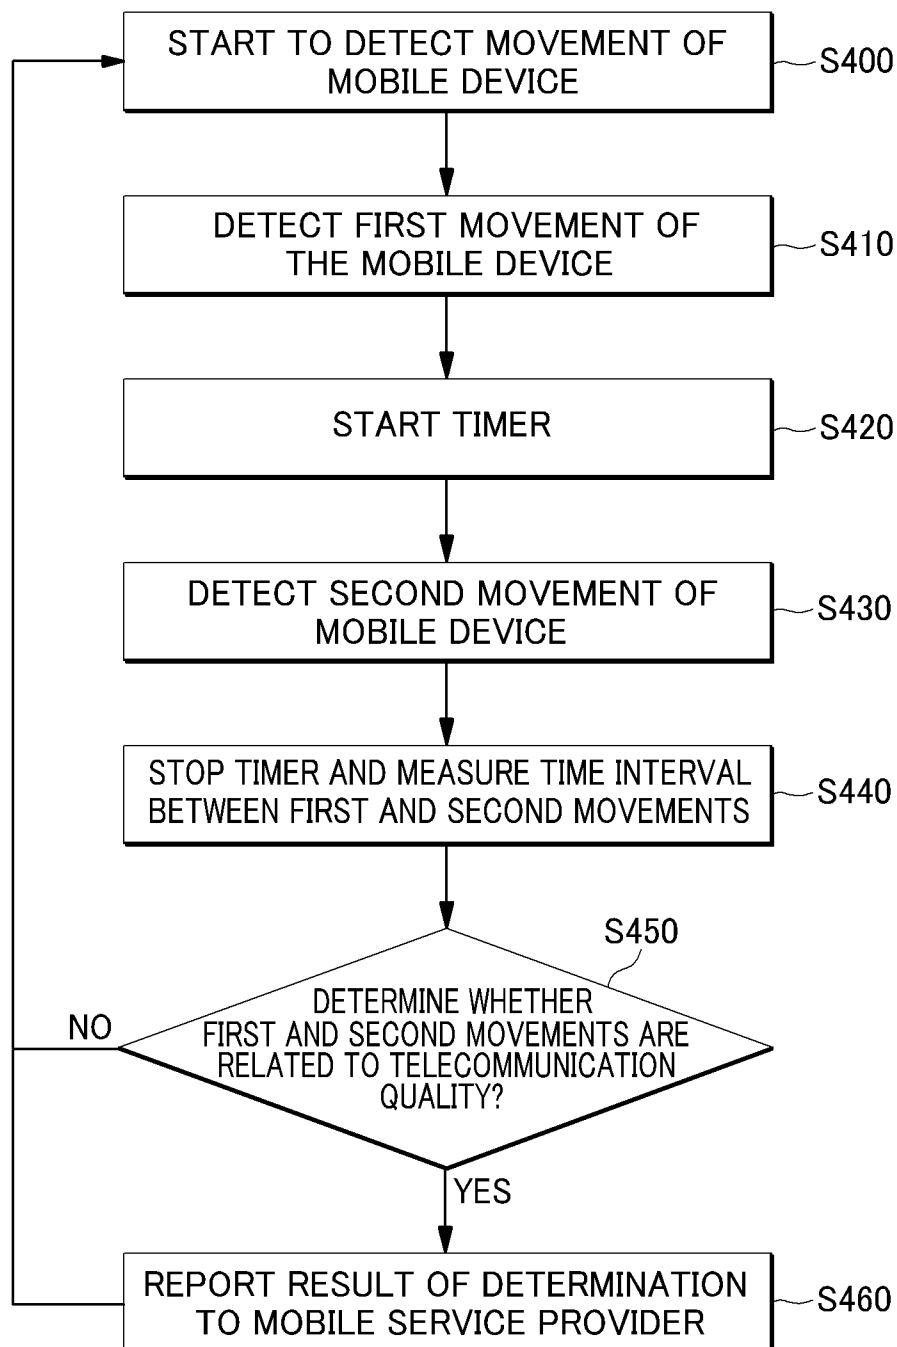 START TO DETECT MOVEMENT OF
MOBILE DEVICE
S400
DETECT FIRST MOVEMENT OF
THE MOBILE DEVICE
S410
START TIMER
S420
DETECT SECOND MOVEMENT OF
MOBILE DEVICE
S430
STOP TIMER AND MEASURE TIME INTERVAL
BETWEEN FIRST AND SECOND MOVEMENTS
S440
S450
DETERMINE WHETHER
FIRST AND SECOND MOVEMENTS ARE
RELATED TO TELECOMMUNICATION
QUALITY?
NO
YES
REPORT RESULT OF DETERMINATION
TO MOBILE SERVICE PROVIDER
S460